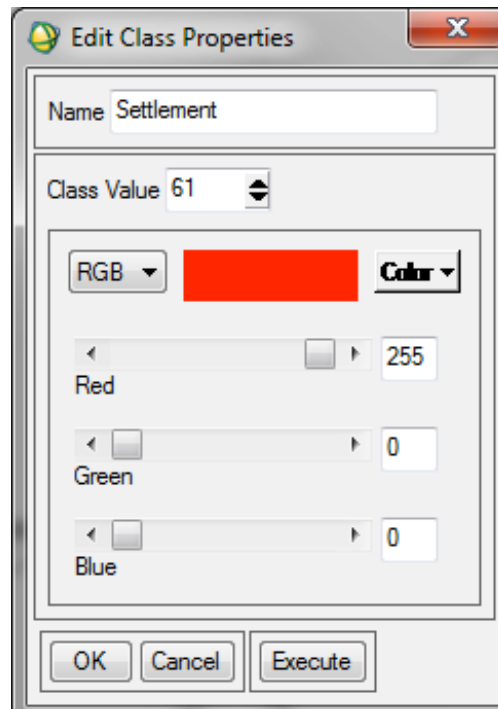 Edit Class Properties
Name Settlement
Class Value 61
RGB Color
255
Red
0
Green
0
Blue
OK Cancel Execute